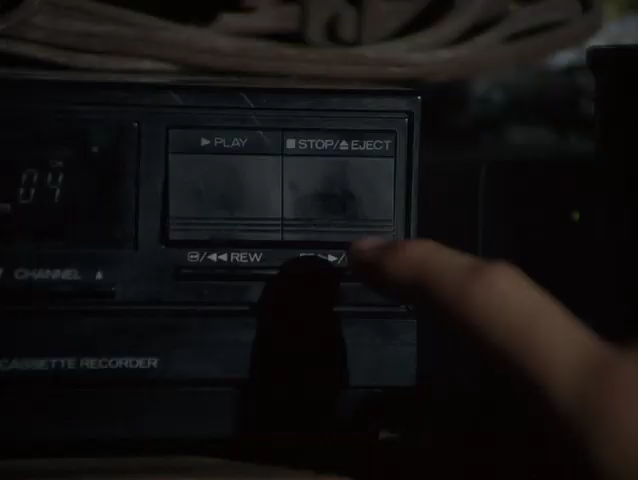 ▶ PLAY
■ STOP/⏏ EJECT
04
/◀◀ REW
▶/
CHANNEL ▲
CASSETTE RECORDER